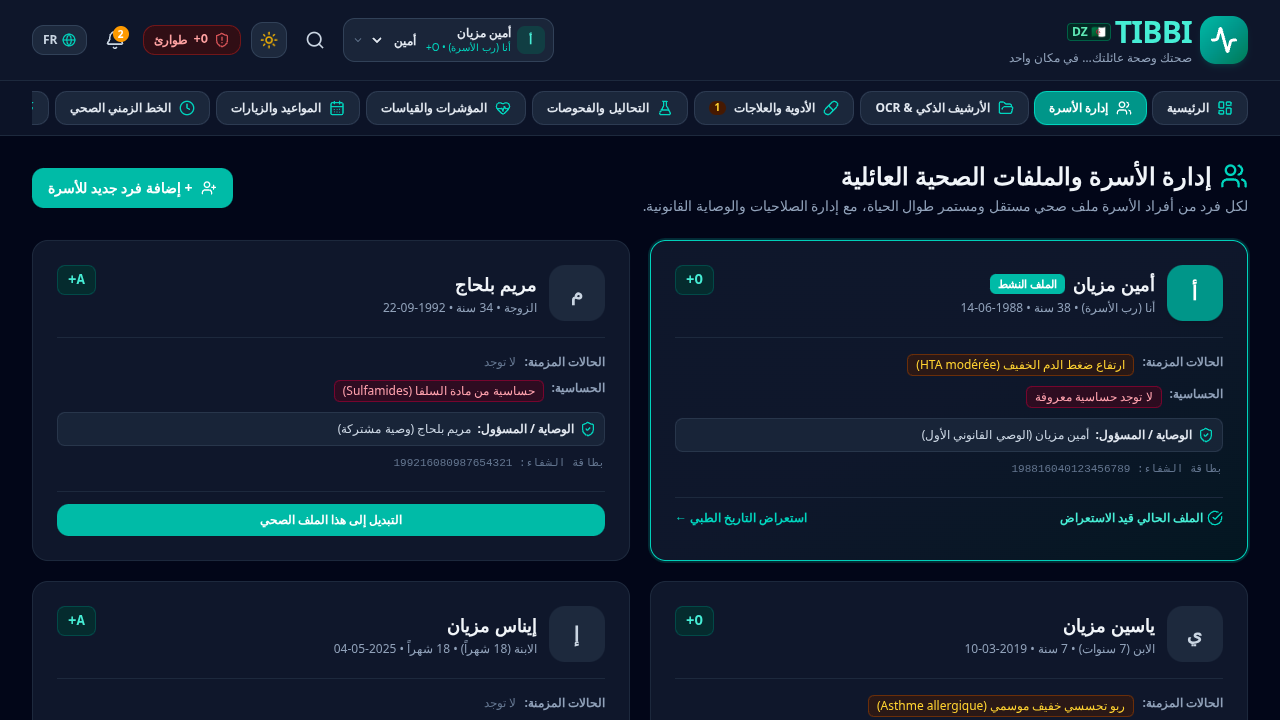 TIBBI
DZ
صحتك وصحة عائلتك... في مكان واحد
أ
أمين مزيان
أنا (رب الأسرة) • O+
أمين
طوارئ O+
2
FR
الرئيسية
إدارة الأسرة
الأرشيف الذكي & OCR
الأدوية والعلاجات 1
التحاليل والفحوصات
المؤشرات والقياسات
المواعيد والزيارات
الخط الزمني الصحي
إدارة الأسرة والملفات الصحية العائلية
لكل فرد من أفراد الأسرة ملف صحي مستقل ومستمر طوال الحياة، مع إدارة الصلاحيات والوصاية القانونية.
+ إضافة فرد جديد للأسرة
أ
أمين مزيان الملف النشط
أنا (رب الأسرة) • 38 سنة • 1988-06-14
O+
الحالات المزمنة: ارتفاع ضغط الدم الخفيف (HTA modérée)
الحساسية: لا توجد حساسية معروفة
الوصاية / المسؤول: أمين مزيان (الوصي القانوني الأول)
بطاقة الشفاء: 198816040123456789
الملف الحالي قيد الاستعراض
استعراض التاريخ الطبي ←
م
مريم بلحاج
الزوجة • 34 سنة • 1992-09-22
A+
الحالات المزمنة: لا توجد
الحساسية: حساسية من مادة السلفا (Sulfamides)
الوصاية / المسؤول: مريم بلحاج (وصية مشتركة)
بطاقة الشفاء: 199216080987654321
التبديل إلى هذا الملف الصحي
ي
ياسين مزيان
الابن (7 سنوات) • 7 سنة • 2019-03-10
O+
الحالات المزمنة: ربو تحسسي خفيف موسمي (Asthme allergique)
إ
إيناس مزيان
الابنة (18 شهراً) • 18 شهراً • 2025-05-04
A+
الحالات المزمنة: لا توجد